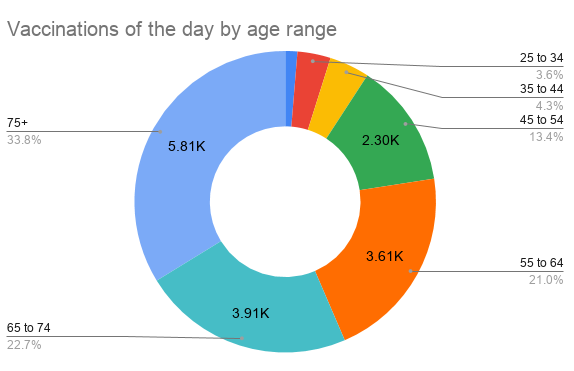 Vaccinations of the day by age range
25 to 34
3.6%
35 to 44
4.3%
45 to 54
13.4%
75+
33.8%
5.81K
2.30K
3.61K
55 to 64
21.0%
3.91K
65 to 74
22.7%